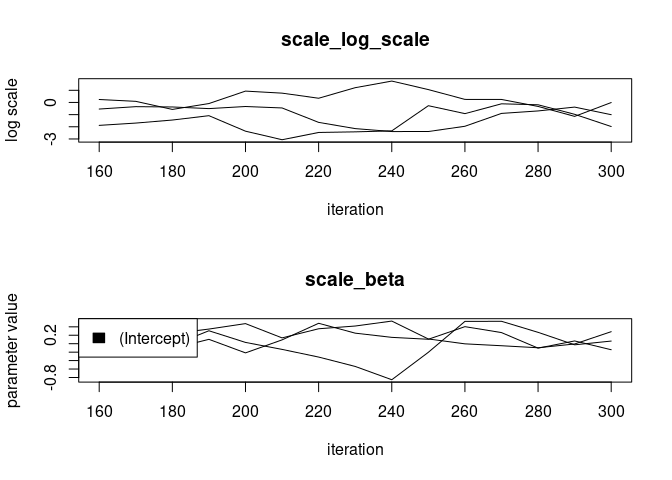 scale_log_scale
log scale
0
-3
160 180 200 220 240 260 280 300
iteration
scale_beta
parameter value
0.2
-0.8
(Intercept)
160 180 200 220 240 260 280 300
iteration